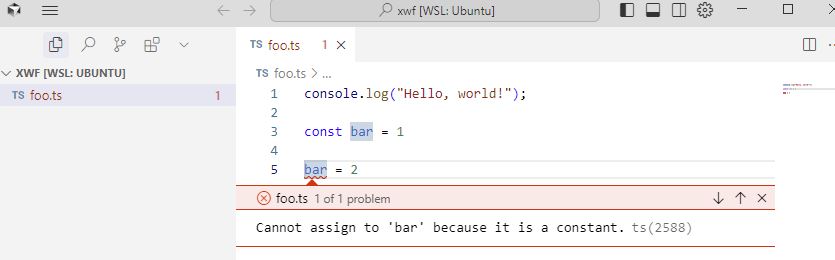 xwf [WSL: Ubuntu]
XWF [WSL: UBUNTU]
TS foo.ts 1
TS foo.ts 1
TS foo.ts > ...
1 console.log("Hello, world!");
2
3 const bar = 1
4
5 bar = 2
foo.ts 1 of 1 problem
Cannot assign to 'bar' because it is a constant. ts(2588)